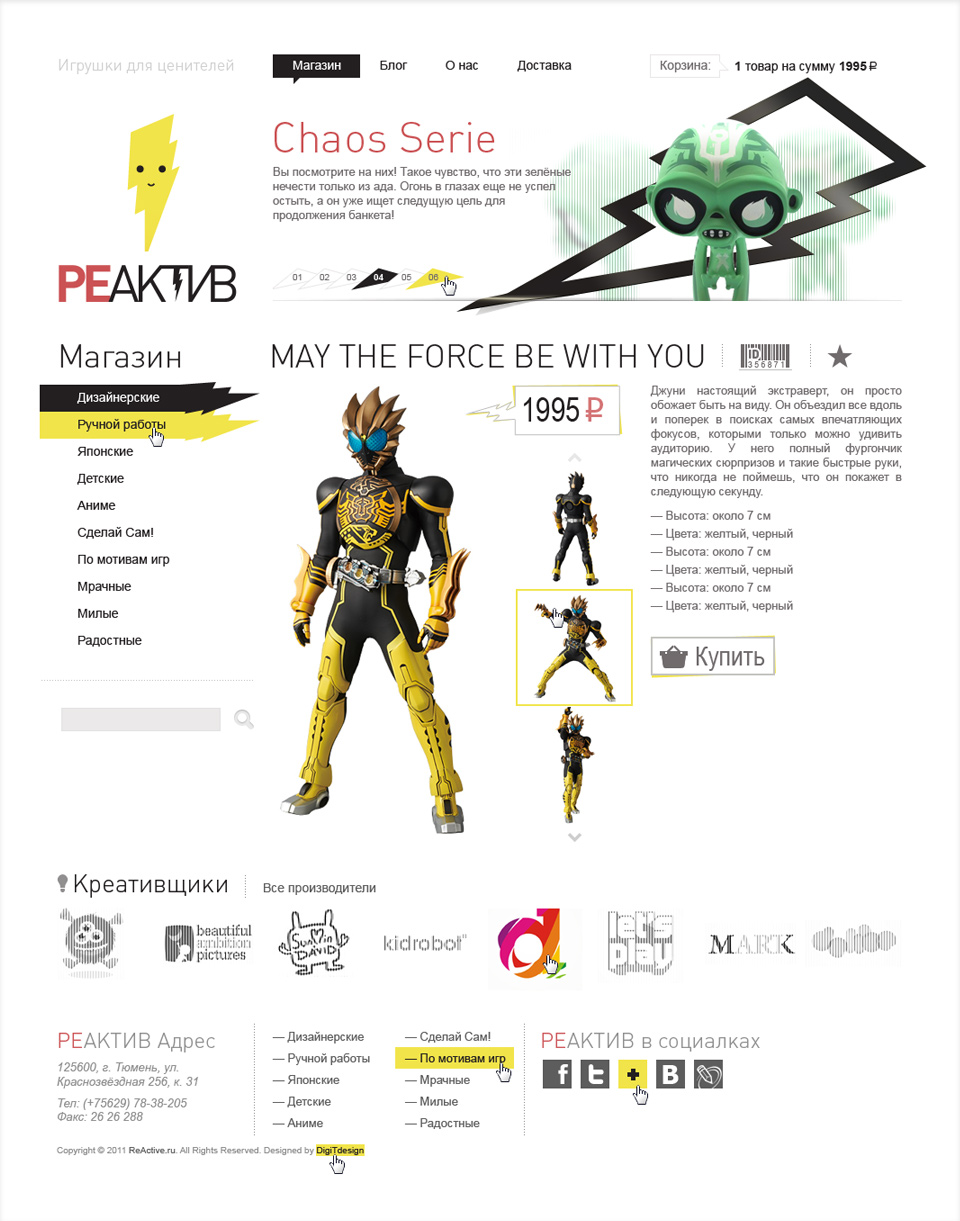 Игрушки для ценителей
Магазин Блог О нас Доставка
Корзина: 1 товар на сумму 1995 ₽
РЕАКТИВ
Chaos Serie
Вы посмотрите на них! Такое чувство, что эти зелёные
нечести только из ада. Огонь в глазах еще не успел
остыть, а он уже ищет следущую цель для
продолжения банкета!
01 02 03 04 05 06
Магазин
Дизайнерские
Ручной работы
Японские
Детские
Аниме
Сделай Сам!
По мотивам игр
Мрачные
Милые
Радостные
MAY THE FORCE BE WITH YOU
ID
356871
1995 ₽
Джуни настоящий экстраверт, он просто
обожает быть на виду. Он объездил все вдоль
и поперек в поисках самых впечатляющих
фокусов, которыми только можно удивить
аудиторию. У него полный фургончик
магических сюрпризов и такие быстрые руки,
что никогда не поймешь, что он покажет в
следующую секунду.
— Высота: около 7 см
— Цвета: желтый, черный
— Высота: около 7 см
— Цвета: желтый, черный
— Высота: около 7 см
— Цвета: желтый, черный
Купить
Креативщики
Все производители
beautiful
ambition
pictures
SunMin
DAViD
kidrobot
d
let's
play
MARK
РЕАКТИВ Адрес
125600, г. Тюмень, ул.
Краснозвёздная 256, к. 31
Тел: (+75629) 78-38-205
Факс: 26 26 288
— Дизайнерские
— Ручной работы
— Японские
— Детские
— Аниме
— Сделай Сам!
— По мотивам игр
— Мрачные
— Милые
— Радостные
РЕАКТИВ в социалках
f t + B
Copyright © 2011 ReActive.ru. All Rights Reserved. Designed by DigiTdesign